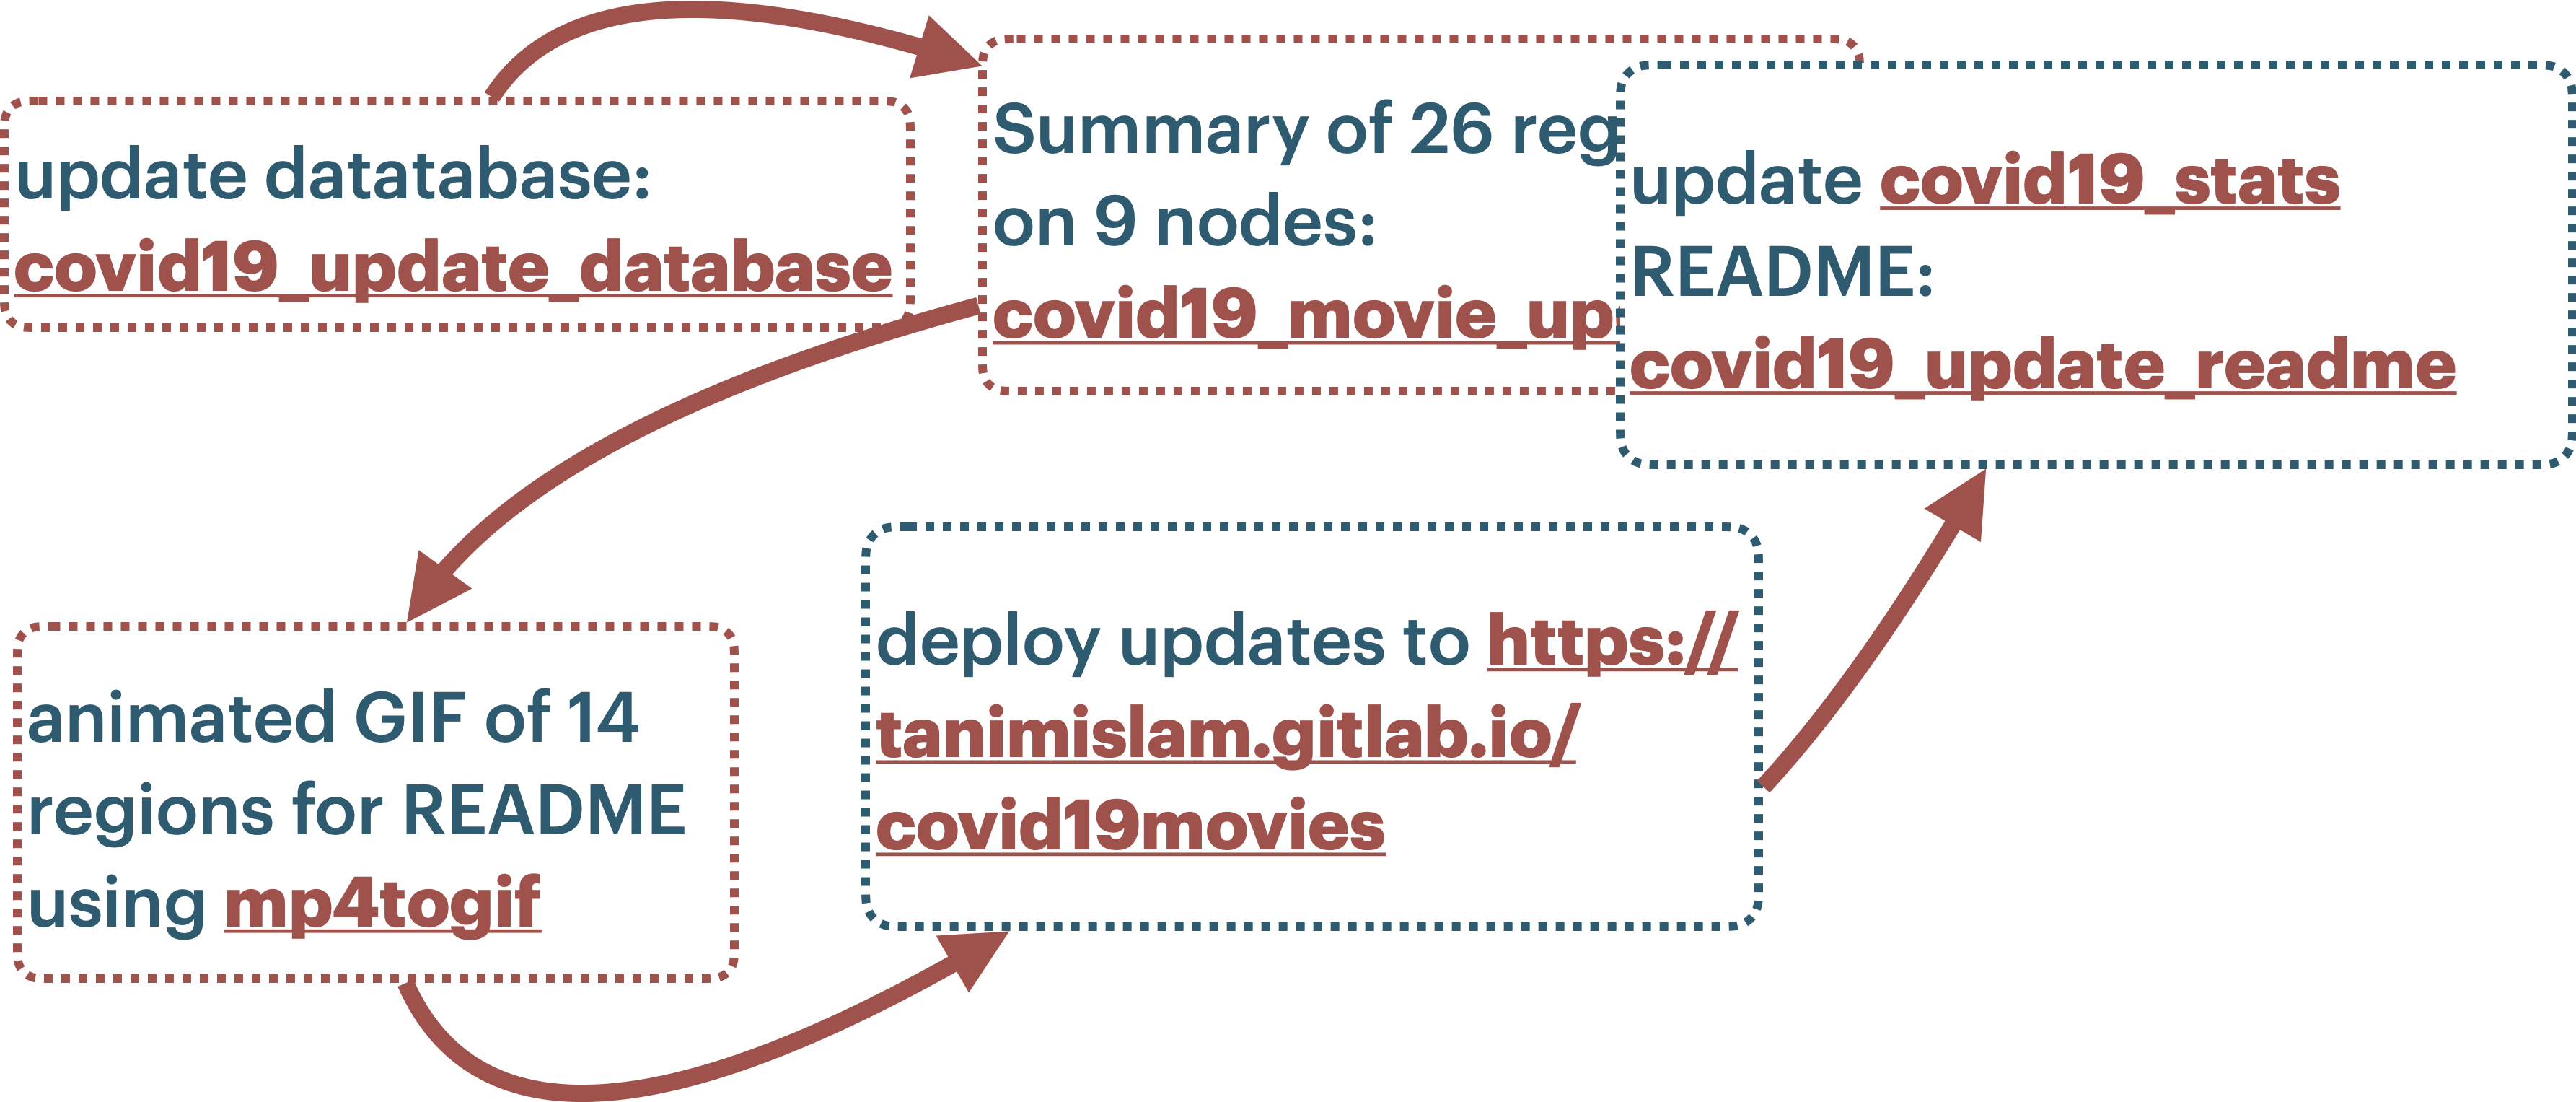 update datatabase:
covid19_update_database
Summary of 26 reg
on 9 nodes:
covid19_movie_up
animated GIF of 14
regions for README
using mp4togif
deploy updates to https://
tanimislam.gitlab.io/
covid19movies
update covid19_stats
README:
covid19_update_readme